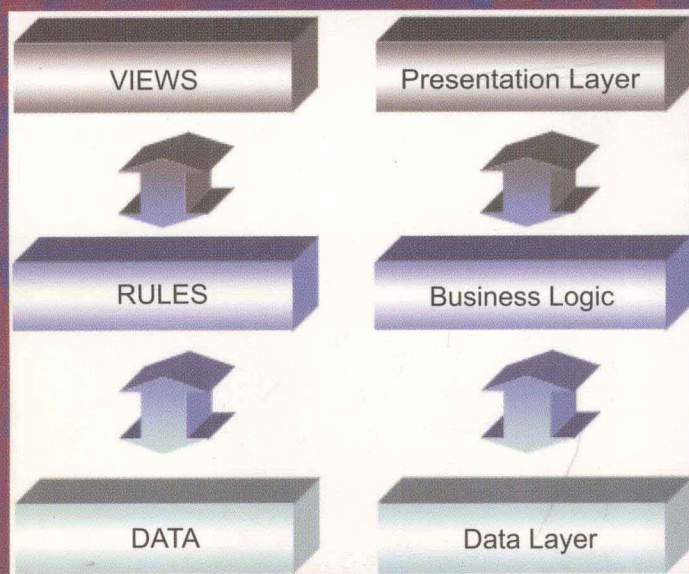 VIEWS
Presentation Layer
RULES
Business Logic
DATA
Data Layer